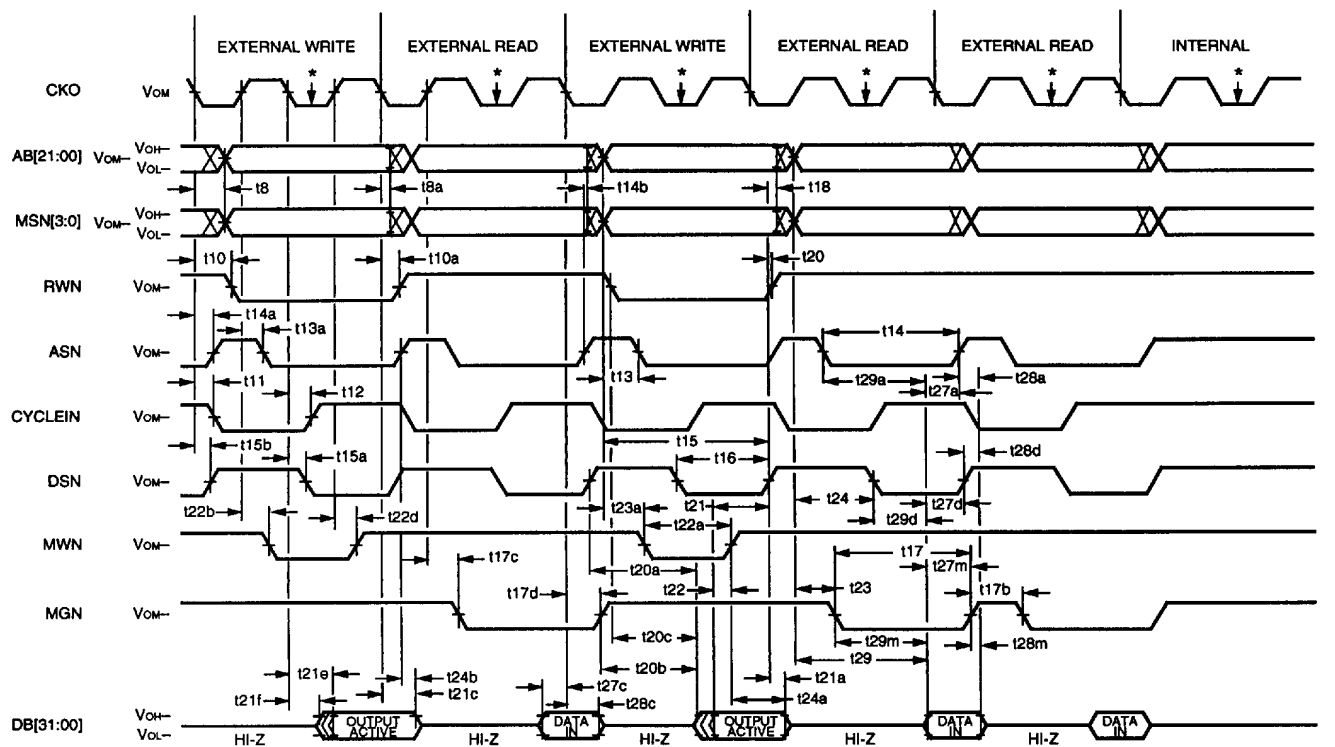 EXTERNAL WRITE EXTERNAL READ EXTERNAL WRITE EXTERNAL READ EXTERNAL READ INTERNAL
* * * * * *
CKO VOM
AB[21:00] VOM– VOH– VOL–
t8 t8a t14b t18
MSN[3:0] VOM– VOH– VOL–
t10 t10a t20
RWN VOM–
t14a t13a t14
ASN VOM–
t11 t12 t13 t29a t27a t28a
CYCLEIN VOM–
t15b t15a t15 t16 t28d
DSN VOM–
t22b t22d t23a t21 t22a t24 t29d t27d
MWN VOM–
t17c t17d t20a t22 t23 t17 t27m t17b
MGN VOM–
t20c t29m t28m
t20b t29
t21e t24b t27c t21a
t21f t21c t28c t24a
DB[31:00] VOH– VOL–
HI-Z OUTPUT ACTIVE HI-Z DATA IN HI-Z OUTPUT ACTIVE HI-Z DATA IN HI-Z DATA IN